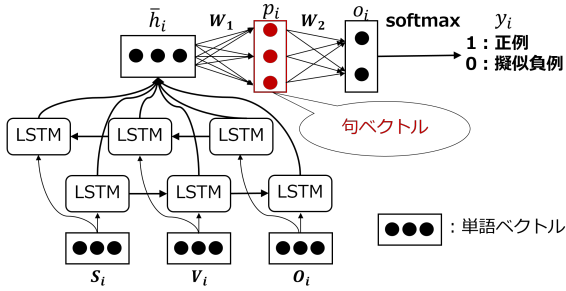 h̄ᵢ W₁ pᵢ W₂ oᵢ softmax yᵢ
1：正例
0：擬似負例
句ベクトル
LSTM LSTM LSTM
LSTM LSTM LSTM
：単語ベクトル
Sᵢ Vᵢ Oᵢ